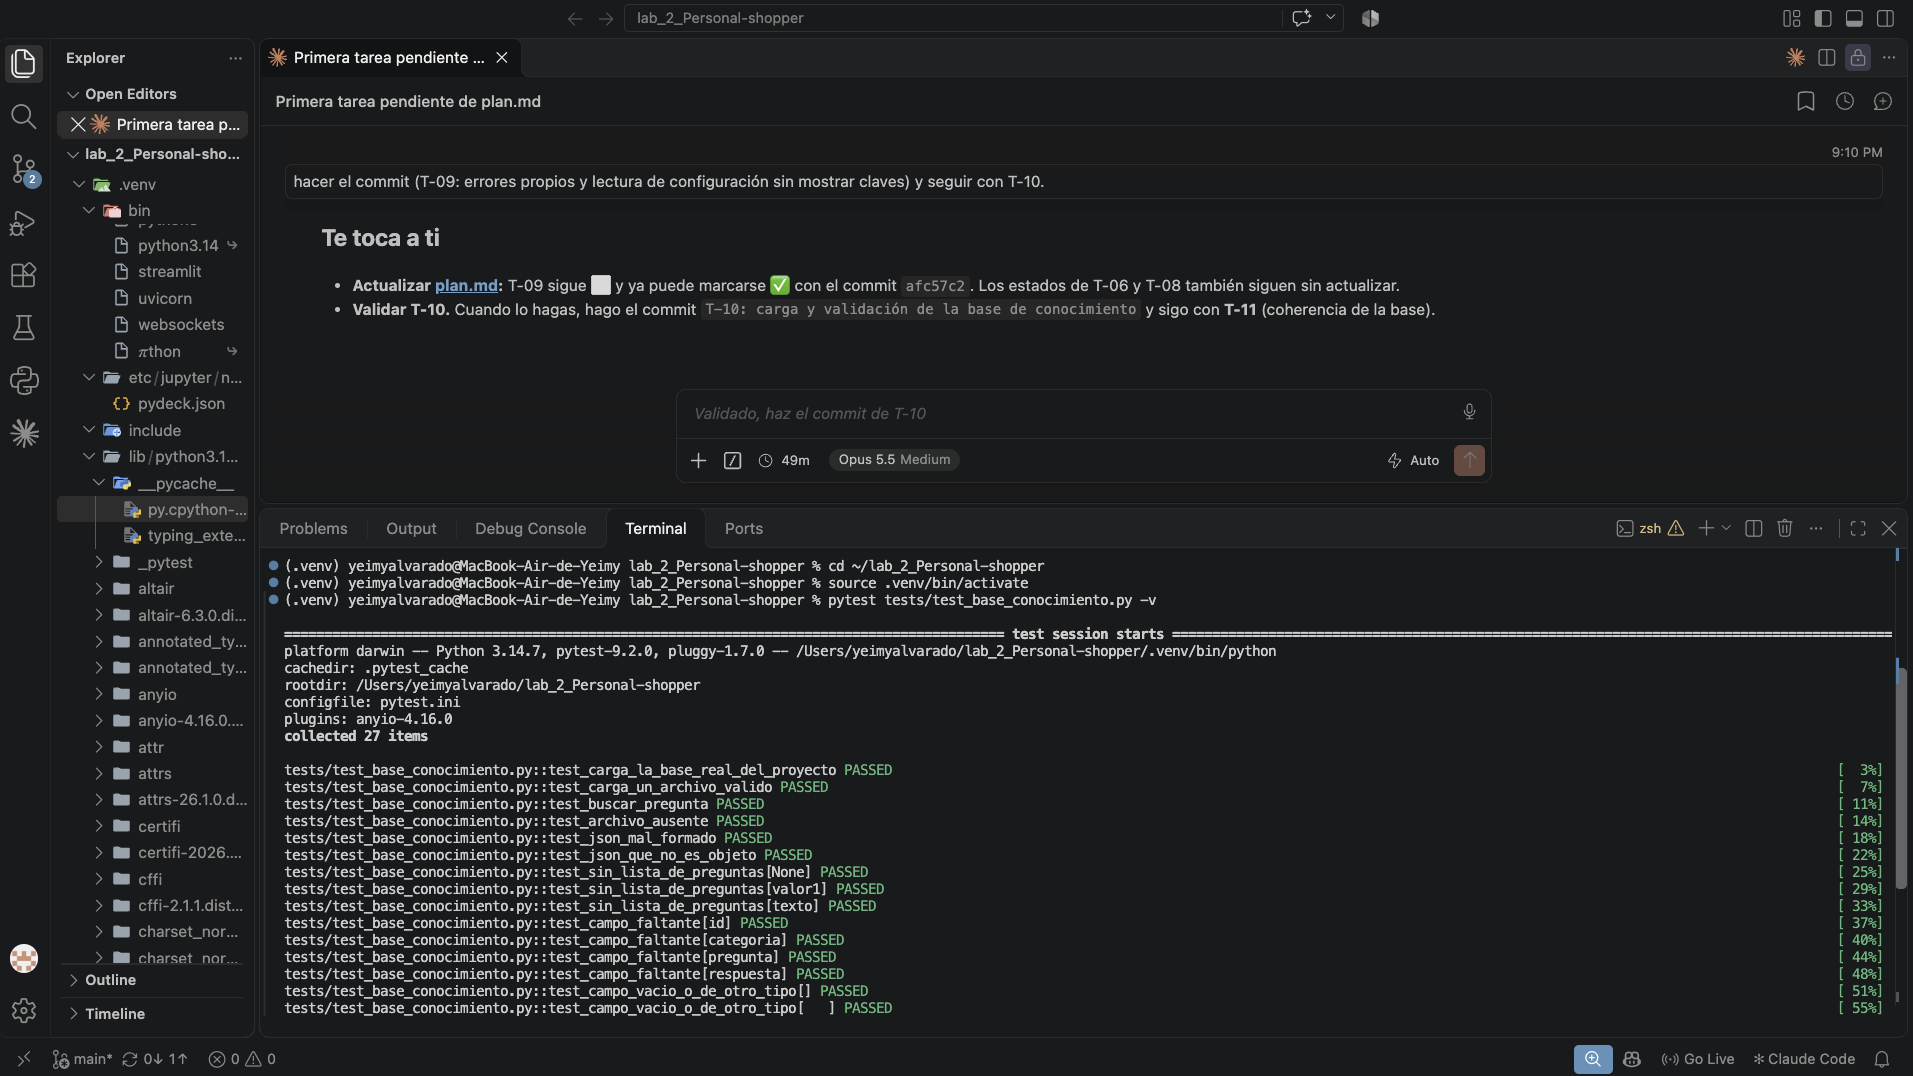 lab_2_Personal-shopper
Explorer
Open Editors
Primera tarea p...
lab_2_Personal-sho...
.venv
bin
python3.14
streamlit
uvicorn
websockets
πthon
etc/jupyter/n...
pydeck.json
include
lib/python3.1...
__pycache__
py.cpython-...
typing_exte...
_pytest
altair
altair-6.3.0.di...
annotated_ty...
annotated_ty...
anyio
anyio-4.16.0....
attr
attrs
attrs-26.1.0.d...
certifi
certifi-2026....
cffi
cffi-2.1.1.dist...
charset_nor...
charset_nor...
Outline
Timeline
2
Primera tarea pendiente ...
Primera tarea pendiente de plan.md
9:10 PM
hacer el commit (T-09: errores propios y lectura de configuración sin mostrar claves) y seguir con T-10.
Te toca a ti
• Actualizar plan.md: T-09 sigue ⬜ y ya puede marcarse ✅ con el commit afc57c2. Los estados de T-06 y T-08 también siguen sin actualizar.
• Validar T-10. Cuando lo hagas, hago el commit T-10: carga y validación de la base de conocimiento y sigo con T-11 (coherencia de la base).
Validado, haz el commit de T-10
49m
Opus 5.5 Medium
Auto
Problems
Output
Debug Console
Terminal
Ports
zsh
(.venv) yeimyalvarado@MacBook-Air-de-Yeimy lab_2_Personal-shopper % cd ~/lab_2_Personal-shopper
(.venv) yeimyalvarado@MacBook-Air-de-Yeimy lab_2_Personal-shopper % source .venv/bin/activate
(.venv) yeimyalvarado@MacBook-Air-de-Yeimy lab_2_Personal-shopper % pytest tests/test_base_conocimiento.py -v
test session starts
platform darwin -- Python 3.14.7, pytest-9.2.0, pluggy-1.7.0 -- /Users/yeimyalvarado/lab_2_Personal-shopper/.venv/bin/python
cachedir: .pytest_cache
rootdir: /Users/yeimyalvarado/lab_2_Personal-shopper
configfile: pytest.ini
plugins: anyio-4.16.0
collected 27 items
tests/test_base_conocimiento.py::test_carga_la_base_real_del_proyecto PASSED [ 3%]
tests/test_base_conocimiento.py::test_carga_un_archivo_valido PASSED [ 7%]
tests/test_base_conocimiento.py::test_buscar_pregunta PASSED [ 11%]
tests/test_base_conocimiento.py::test_archivo_ausente PASSED [ 14%]
tests/test_base_conocimiento.py::test_json_mal_formado PASSED [ 18%]
tests/test_base_conocimiento.py::test_json_que_no_es_objeto PASSED [ 22%]
tests/test_base_conocimiento.py::test_sin_lista_de_preguntas[None] PASSED [ 25%]
tests/test_base_conocimiento.py::test_sin_lista_de_preguntas[valor1] PASSED [ 29%]
tests/test_base_conocimiento.py::test_sin_lista_de_preguntas[texto] PASSED [ 33%]
tests/test_base_conocimiento.py::test_campo_faltante[id] PASSED [ 37%]
tests/test_base_conocimiento.py::test_campo_faltante[categoria] PASSED [ 40%]
tests/test_base_conocimiento.py::test_campo_faltante[pregunta] PASSED [ 44%]
tests/test_base_conocimiento.py::test_campo_faltante[respuesta] PASSED [ 48%]
tests/test_base_conocimiento.py::test_campo_vacio_o_de_otro_tipo[] PASSED [ 51%]
tests/test_base_conocimiento.py::test_campo_vacio_o_de_otro_tipo[   ] PASSED [ 55%]
main* 0↓ 1↑ 0 0
Go Live
Claude Code